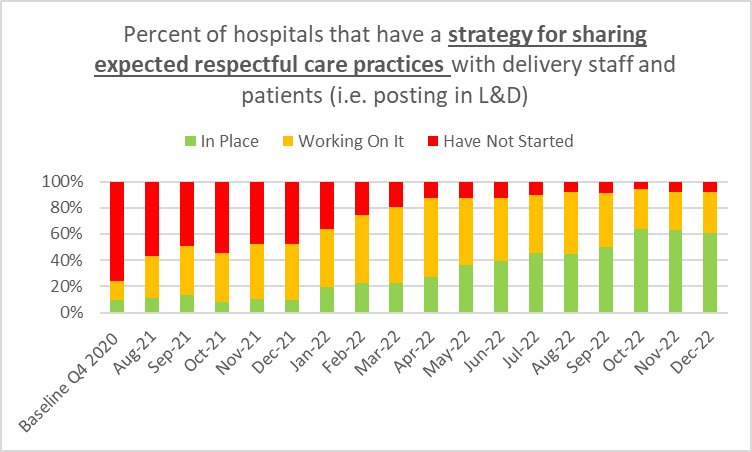 Percent of hospitals that have a strategy for sharing
expected respectful care practices with delivery staff and
patients (i.e. posting in L&D)
In Place Working On It Have Not Started
100%
80%
60%
40%
20%
0%
Baseline Q4 2020
Aug-21
Sep-21
Oct-21
Nov-21
Dec-21
Jan-22
Feb-22
Mar-22
Apr-22
May-22
Jun-22
Jul-22
Aug-22
Sep-22
Oct-22
Nov-22
Dec-22